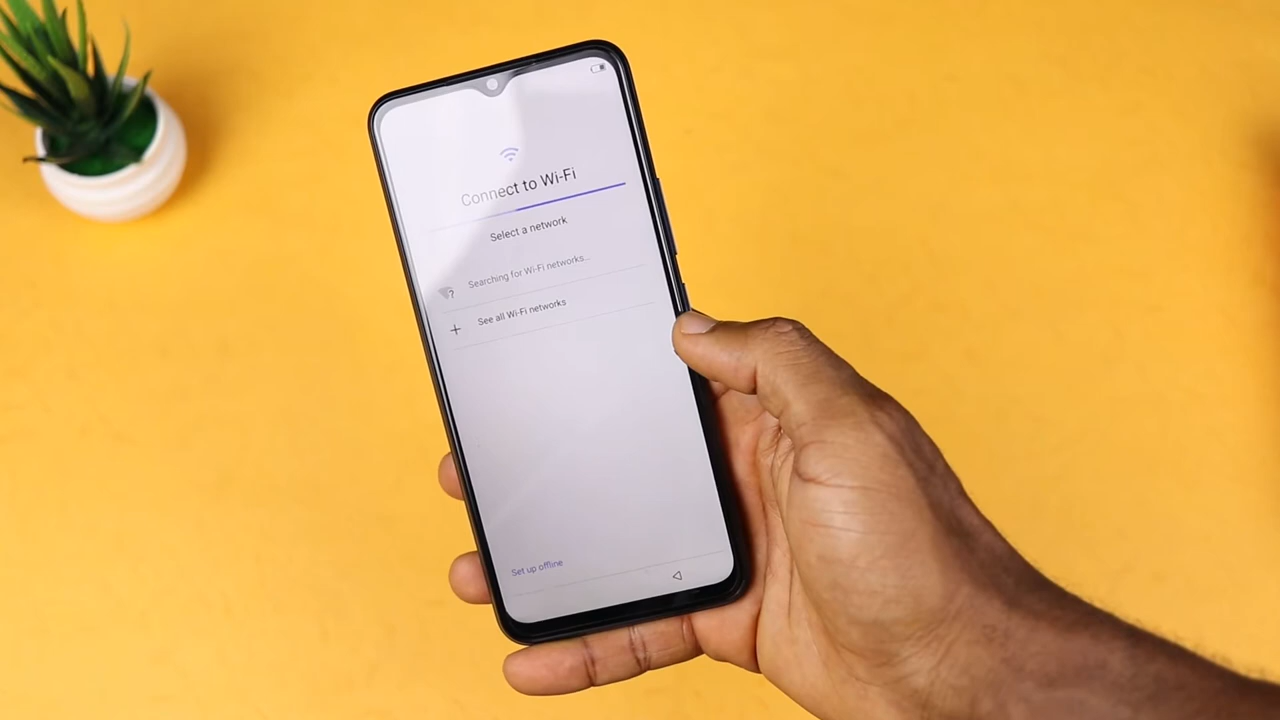 Connect to Wi-Fi
Select a network
Searching for Wi-Fi networks...
See all Wi-Fi networks
Set up offline